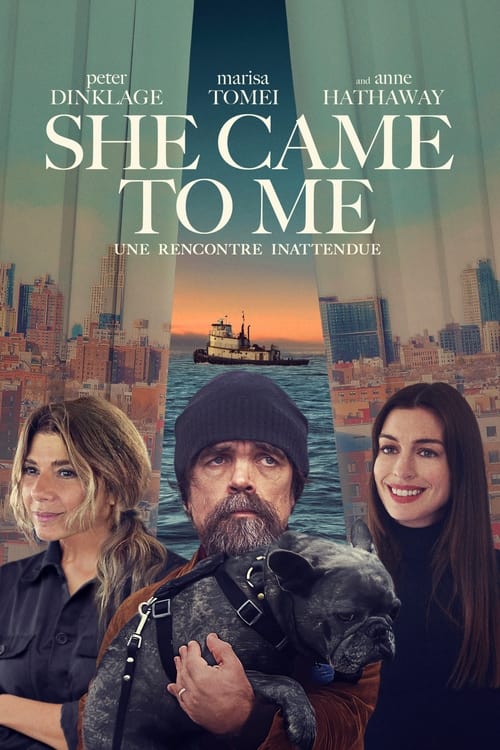 peter DINKLAGE
marisa TOMEI
and anne HATHAWAY
SHE CAME
TO ME
UNE RENCONTRE INATTENDUE